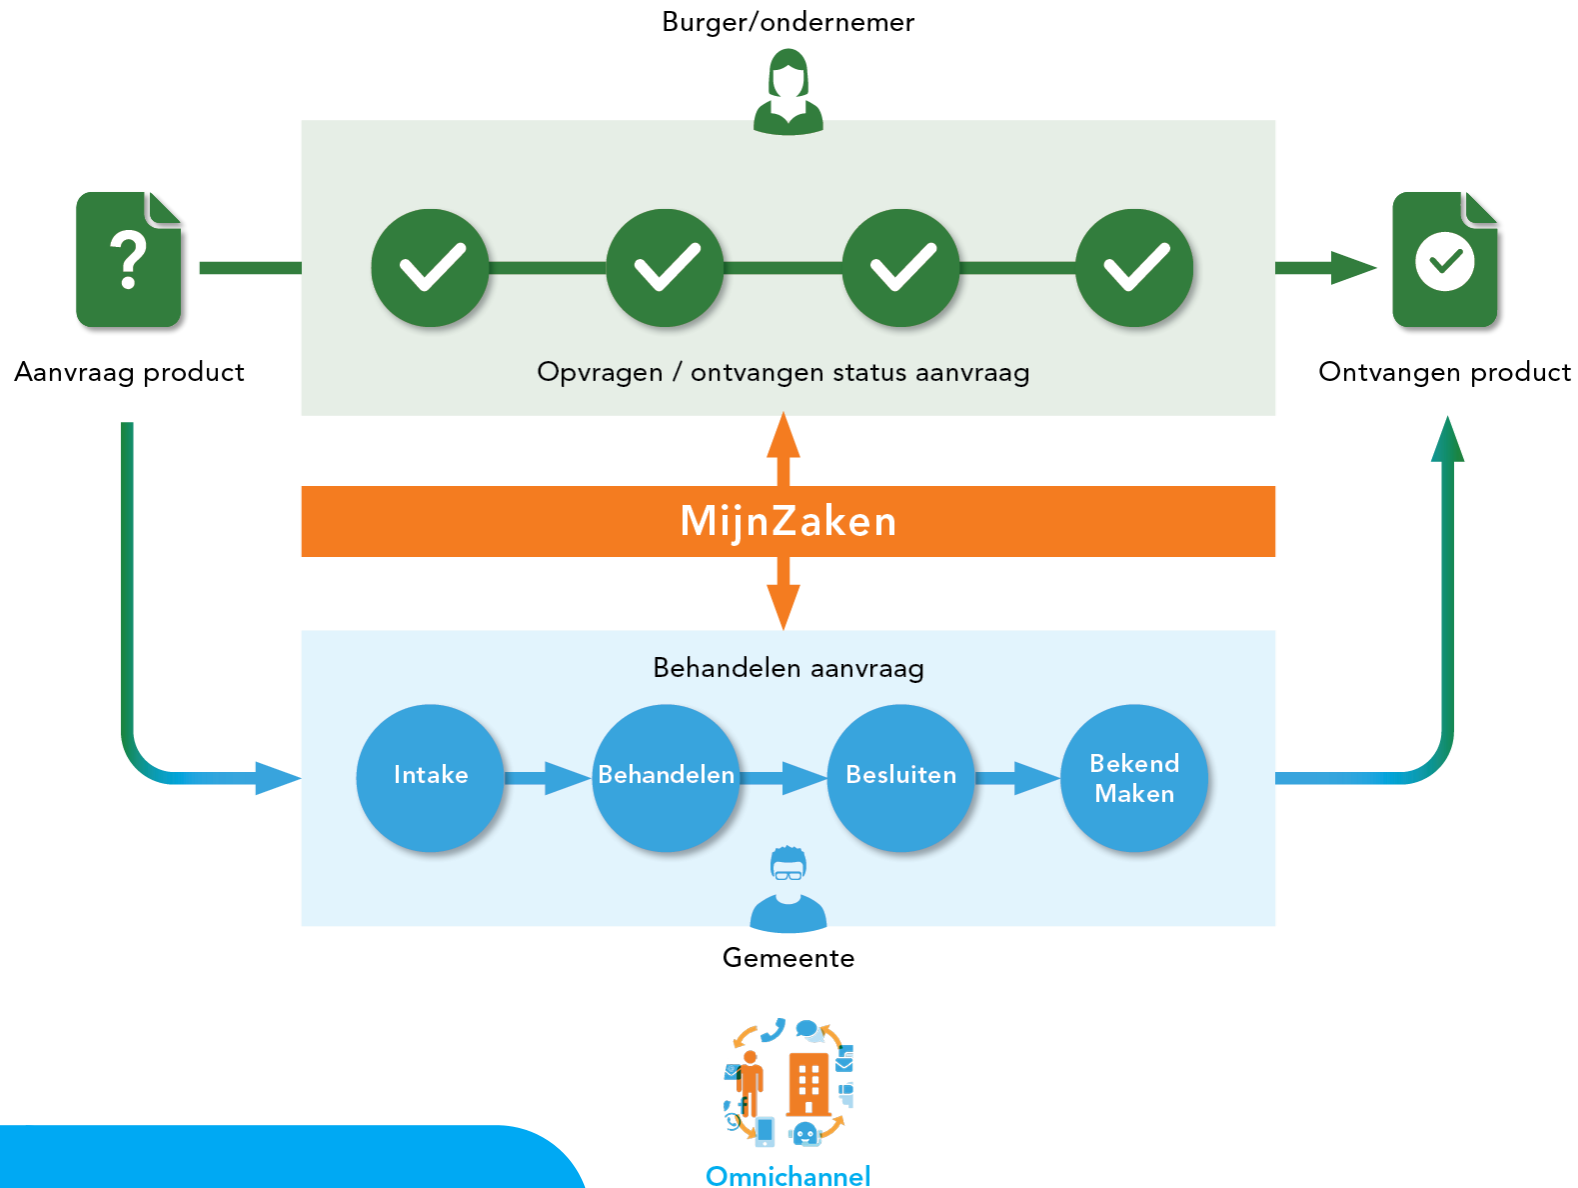 Burger/ondernemer
Aanvraag product
Opvragen / ontvangen status aanvraag
Ontvangen product
MijnZaken
Behandelen aanvraag
Intake
Behandelen
Besluiten
Bekend
Maken
Gemeente
Omnichannel